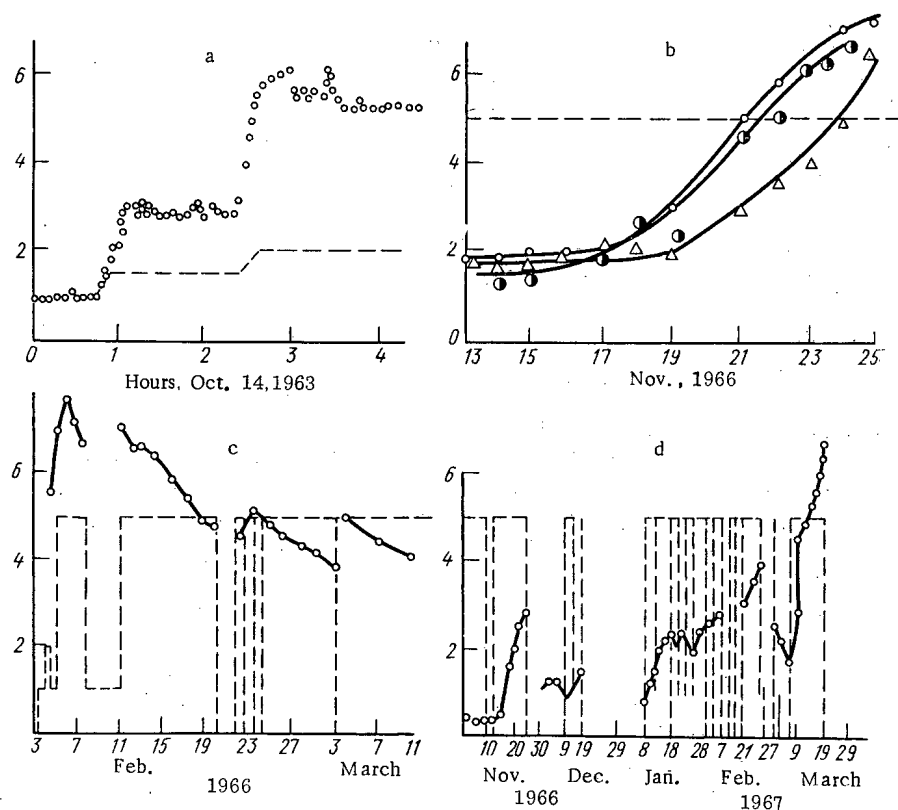 a
6
4
2
0 1 2 3 4
Hours, Oct. 14, 1963
b
6
4
2
0
13 15 17 19 21 23 25
Nov., 1966
c
6
4
2
3 7 11 15 19 23 27 3 7 11
Feb. March
1966
d
6
4
2
10 20 30 9 19 29 8 18 28 7 21 27 9 19 29
Nov. Dec. Jan. Feb. March
1966 1967